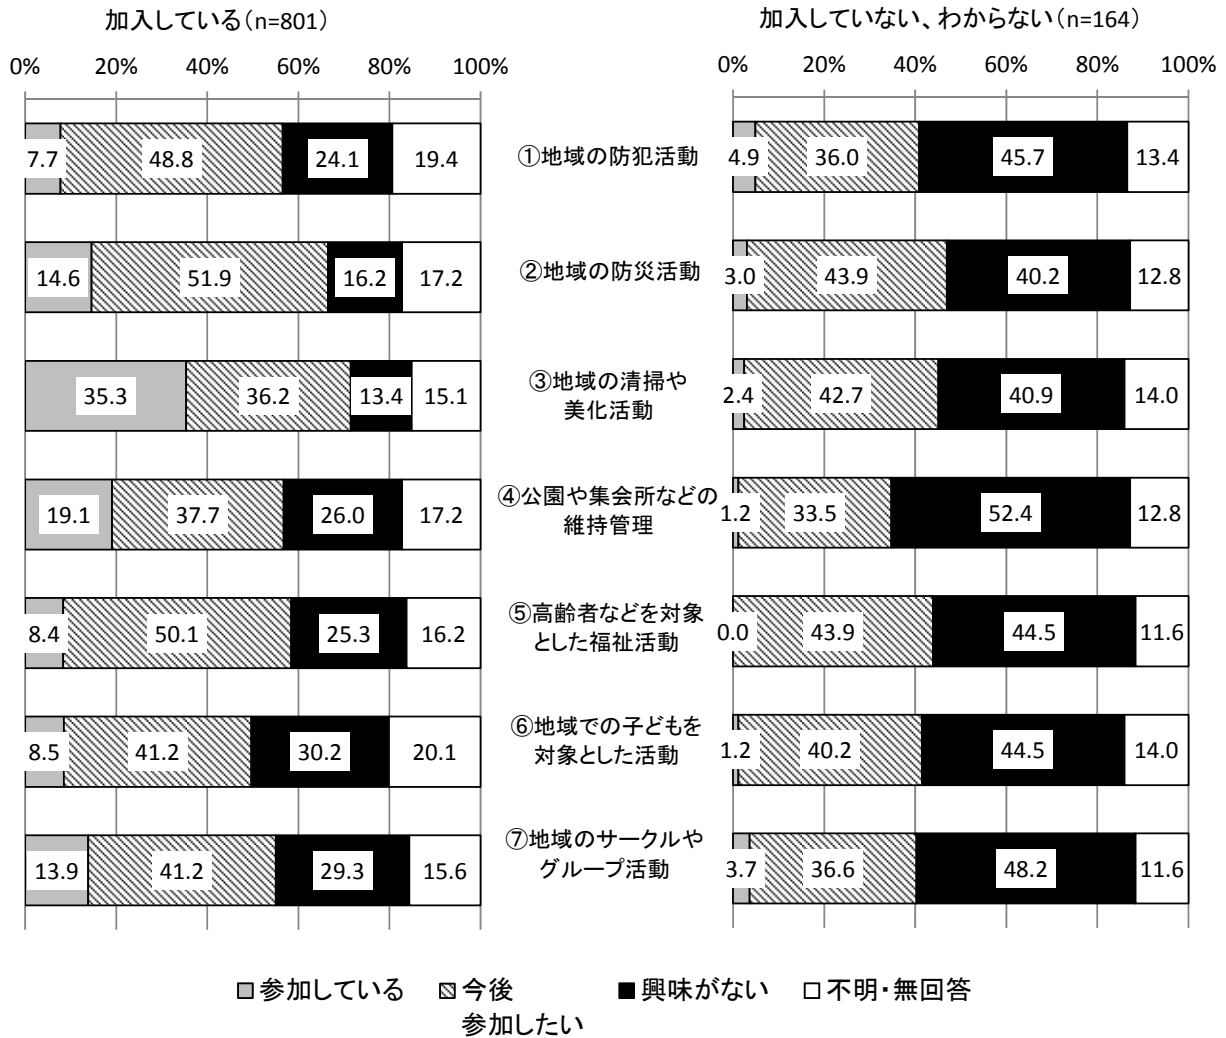 加入している(n=801)
加入していない、わからない(n=164)
0% 20% 40% 60% 80% 100%
0% 20% 40% 60% 80% 100%
7.7 48.8 24.1 19.4
①地域の防犯活動
4.9 36.0 45.7 13.4
14.6 51.9 16.2 17.2
②地域の防災活動
3.0 43.9 40.2 12.8
35.3 36.2 13.4 15.1
③地域の清掃や
美化活動
2.4 42.7 40.9 14.0
19.1 37.7 26.0 17.2
④公園や集会所などの
維持管理
1.2 33.5 52.4 12.8
8.4 50.1 25.3 16.2
⑤高齢者などを対象
とした福祉活動
0.0 43.9 44.5 11.6
8.5 41.2 30.2 20.1
⑥地域での子どもを
対象とした活動
1.2 40.2 44.5 14.0
13.9 41.2 29.3 15.6
⑦地域のサークルや
グループ活動
3.7 36.6 48.2 11.6
参加している 今後 興味がない 不明・無回答
参加したい